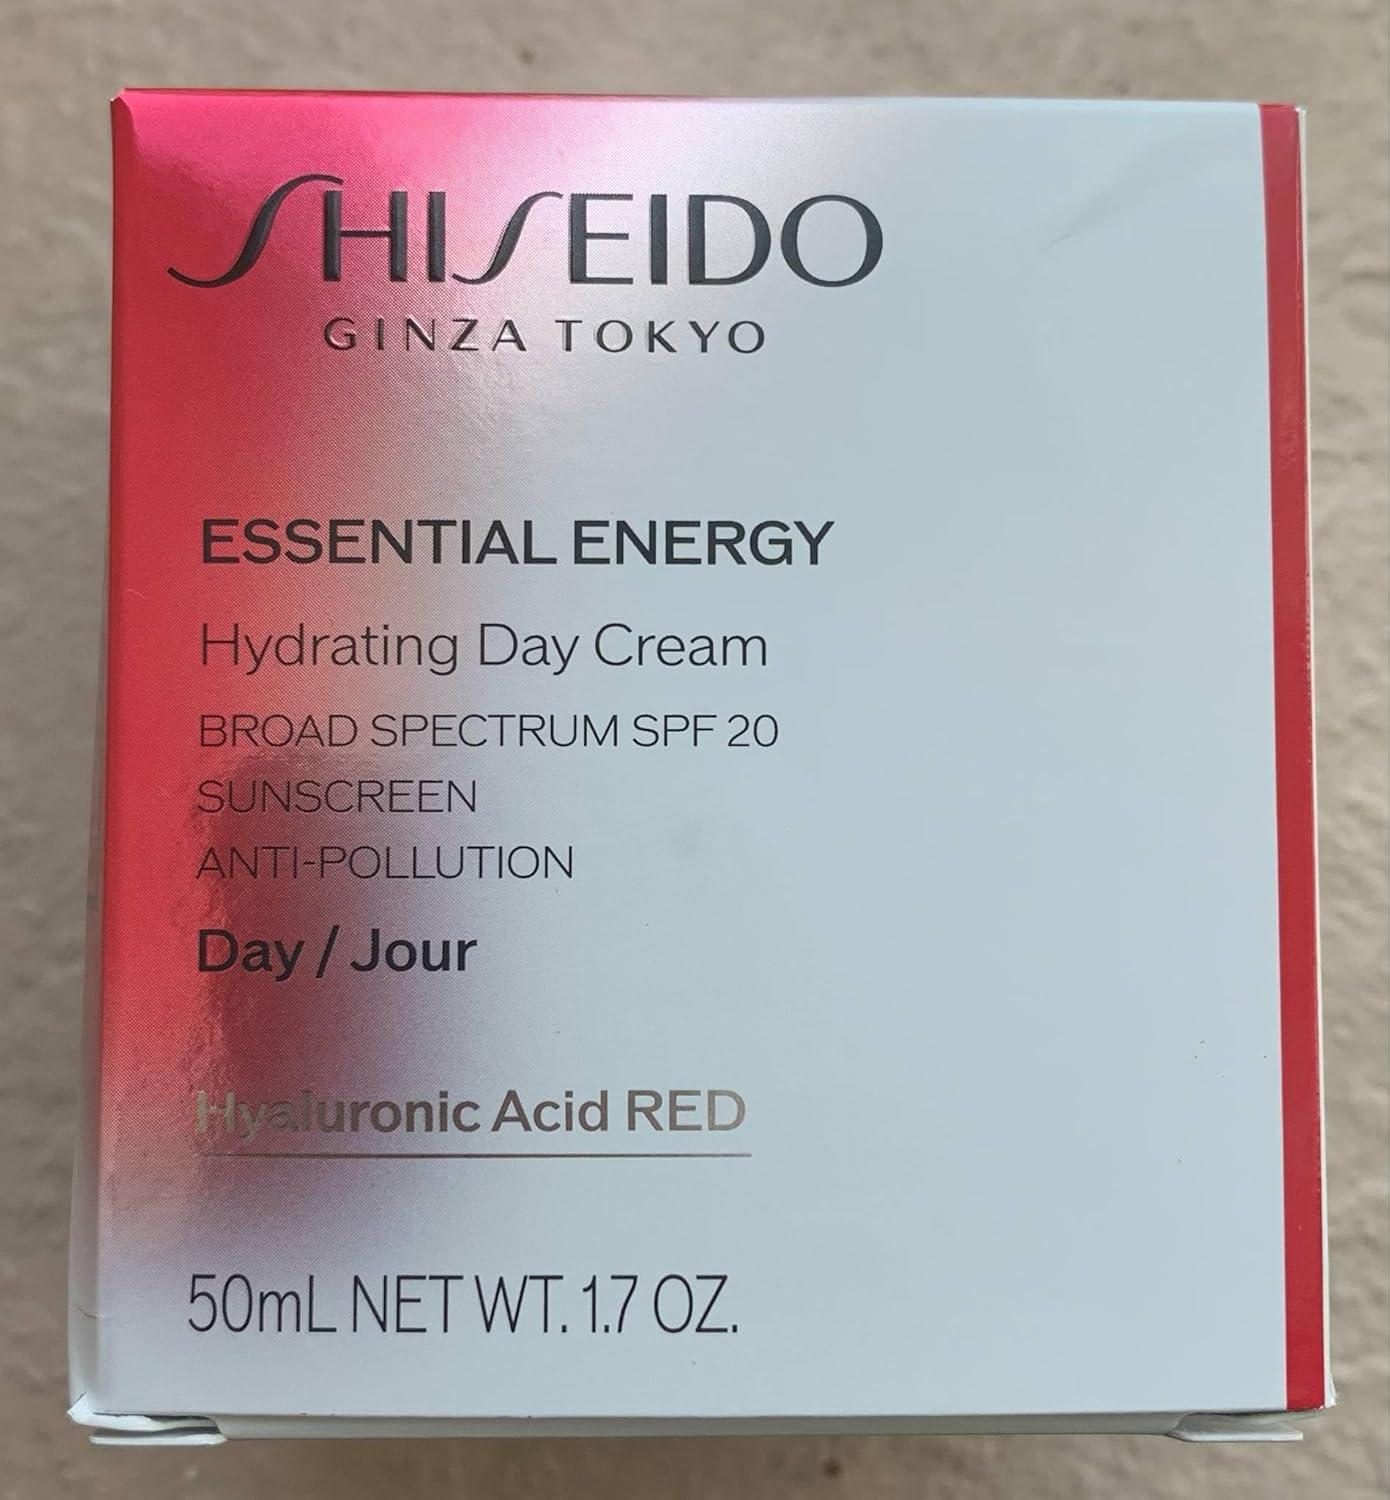 SHISEIDO
GINZA TOKYO
ESSENTIAL ENERGY
Hydrating Day Cream
BROAD SPECTRUM SPF 20
SUNSCREEN
ANTI-POLLUTION
Day / Jour
Hyaluronic Acid RED
50mL NET WT. 1.7 OZ.